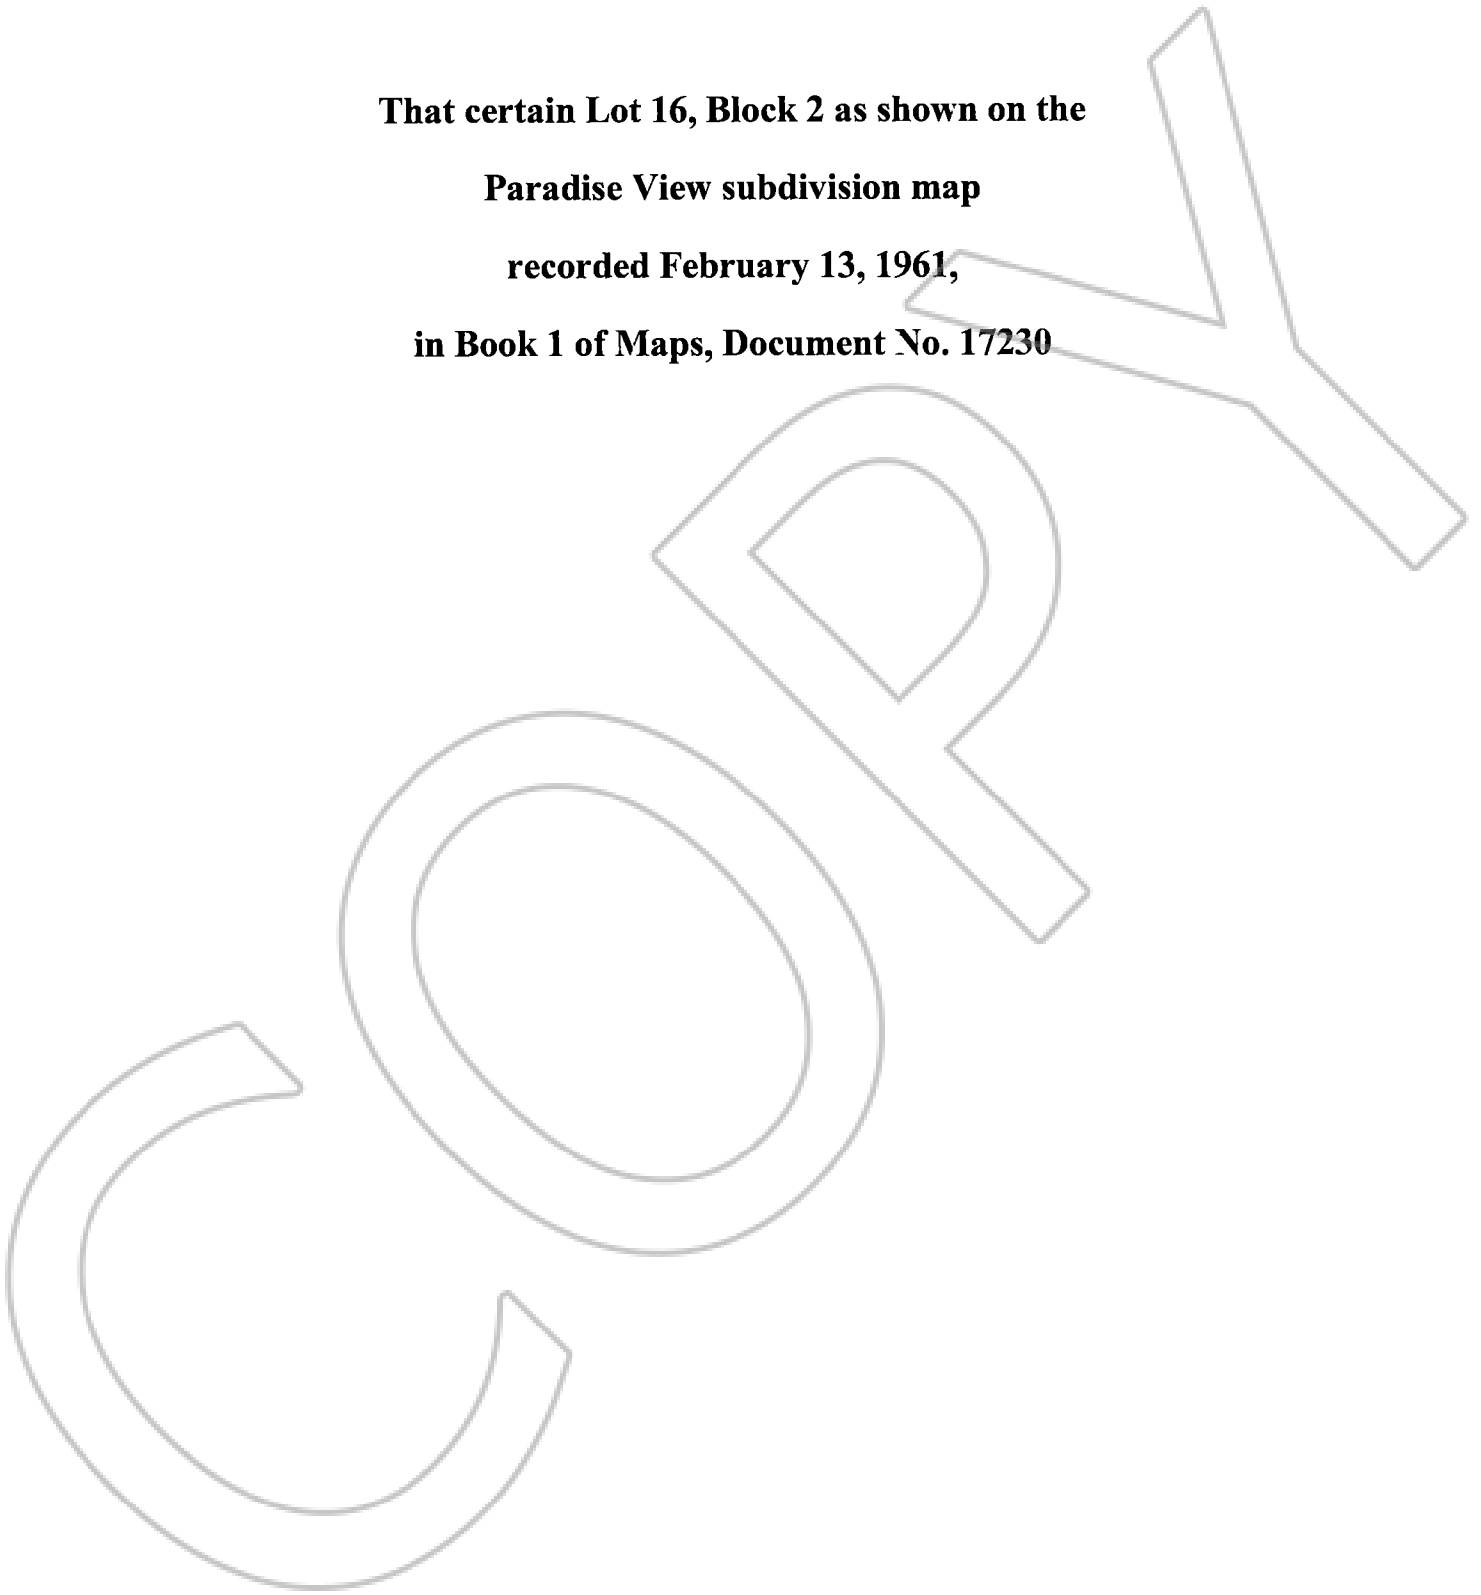 That certain Lot 16, Block 2 as shown on the
Paradise View subdivision map
recorded February 13, 1961,
in Book 1 of Maps, Document No. 17230
COPY